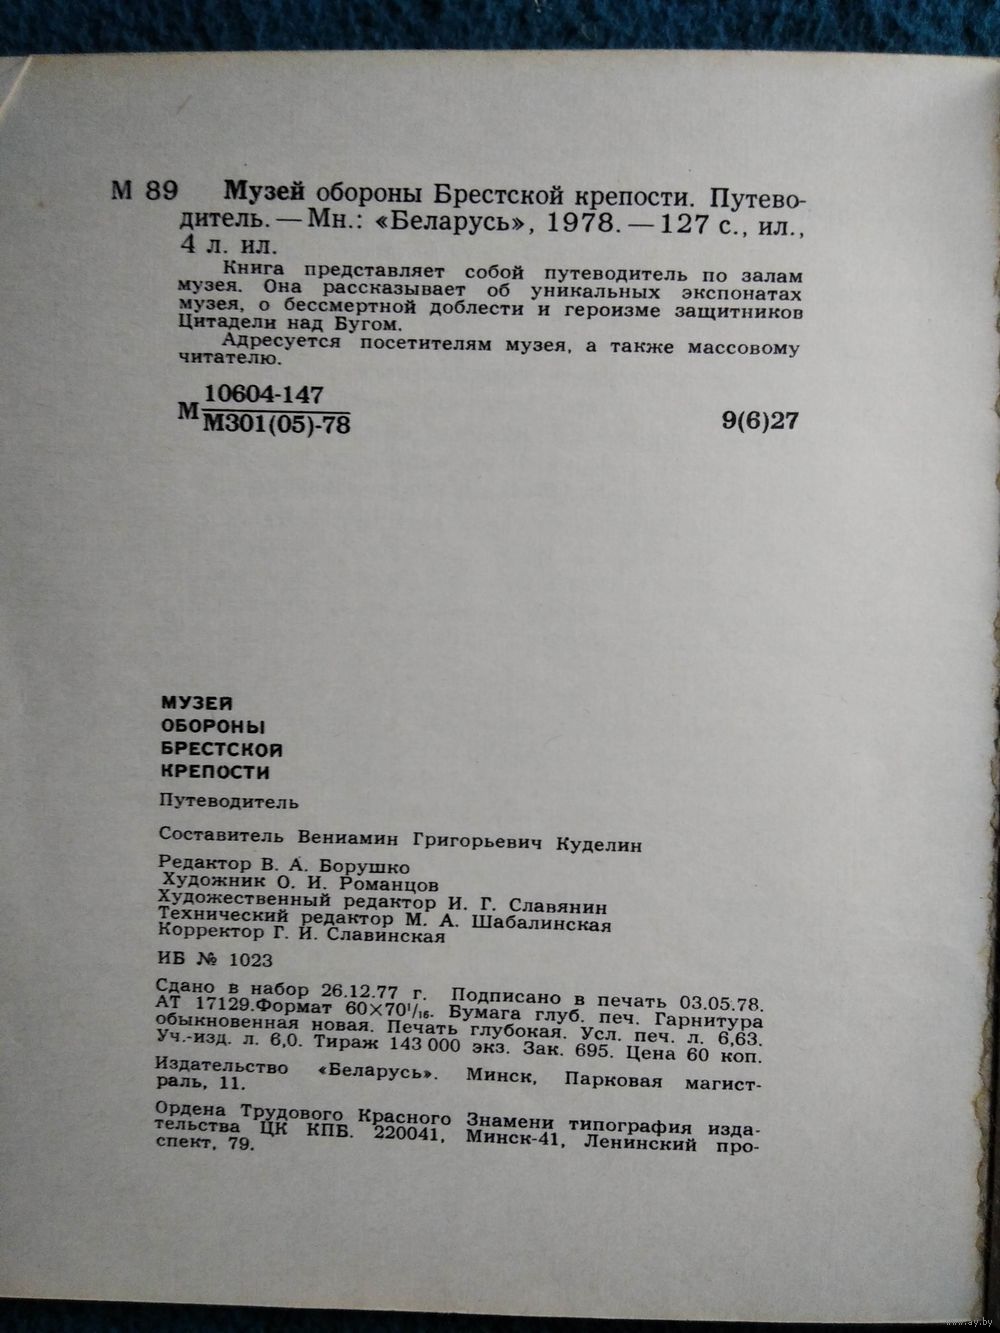 М 89 Музей обороны Брестской крепости. Путево-
дитель. — Мн.: «Беларусь», 1978. — 127 с., ил.,
4 л. ил.
Книга представляет собой путеводитель по залам
музея. Она рассказывает об уникальных экспонатах
музея, о бессмертной доблести и героизме защитников
Цитадели над Бугом.
Адресуется посетителям музея, а также массовому
читателю.
10604-147
М
М301(05)-78
9(6)27
МУЗЕЙ
ОБОРОНЫ
БРЕСТСКОЙ
КРЕПОСТИ
Путеводитель
Составитель Вениамин Григорьевич Куделин
Редактор В. А. Борушко
Художник О. И. Романцов
Художественный редактор И. Г. Славянин
Технический редактор М. А. Шабалинская
Корректор Г. И. Славинская
ИБ № 1023
Сдано в набор 26.12.77 г. Подписано в печать 03.05.78.
АТ 17129.Формат 60×70¹/₁₆. Бумага глуб. печ. Гарнитура
обыкновенная новая. Печать глубокая. Усл. печ. л. 6,63.
Уч.-изд. л. 6,0. Тираж 143 000 экз. Зак. 695. Цена 60 коп.
Издательство «Беларусь». Минск, Парковая магист-
раль, 11.
Ордена Трудового Красного Знамени типография изда-
тельства ЦК КПБ. 220041, Минск-41, Ленинский про-
спект, 79.
www.ay.by